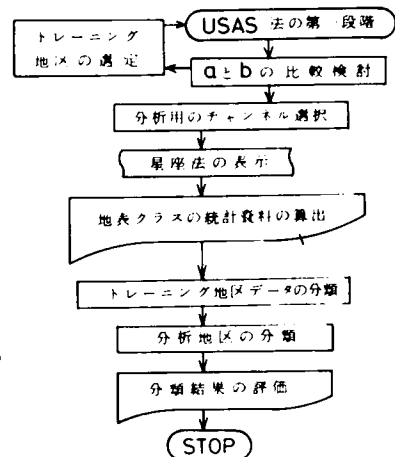 USAS 法の第一段階
トレーニング
地区の選定
aとbの比較検討
分析用のチャンネル選択
星座法の表示
地表クラスの統計資料の算出
トレーニング地区データの分類
分析地区の分類
分類結果の評価
STOP